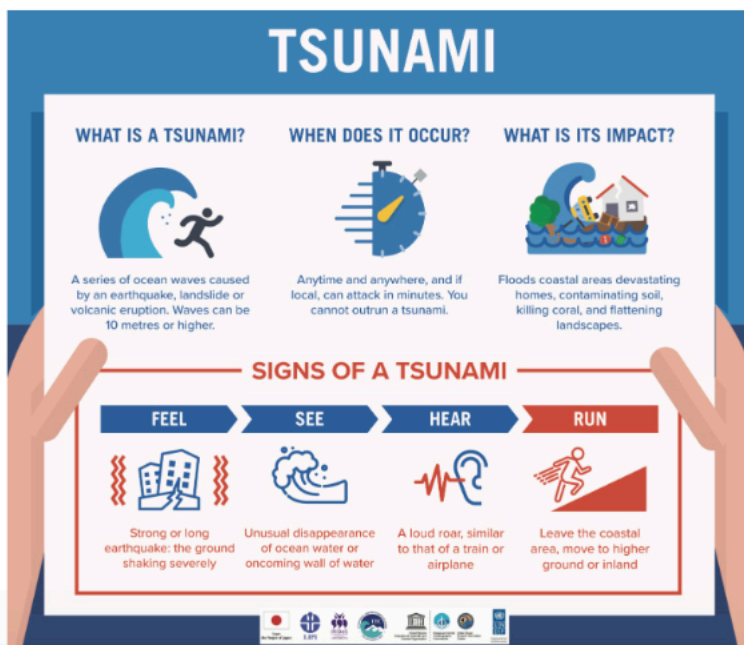 TSUNAMI
WHAT IS A TSUNAMI?
A series of ocean waves caused
by an earthquake, landslide or
volcanic eruption. Waves can be
10 metres or higher.
WHEN DOES IT OCCUR?
Anytime and anywhere, and if
local, can attack in minutes. You
cannot outrun a tsunami.
WHAT IS ITS IMPACT?
Floods coastal areas devastating
homes, contaminating soil,
killing coral, and flattening
landscapes.
SIGNS OF A TSUNAMI
FEEL
Strong or long
earthquake: the ground
shaking severely
SEE
Unusual disappearance
of ocean water or
oncoming wall of water
HEAR
A loud roar, similar
to that of a train or
airplane
RUN
Leave the coastal
area, move to higher
ground or inland